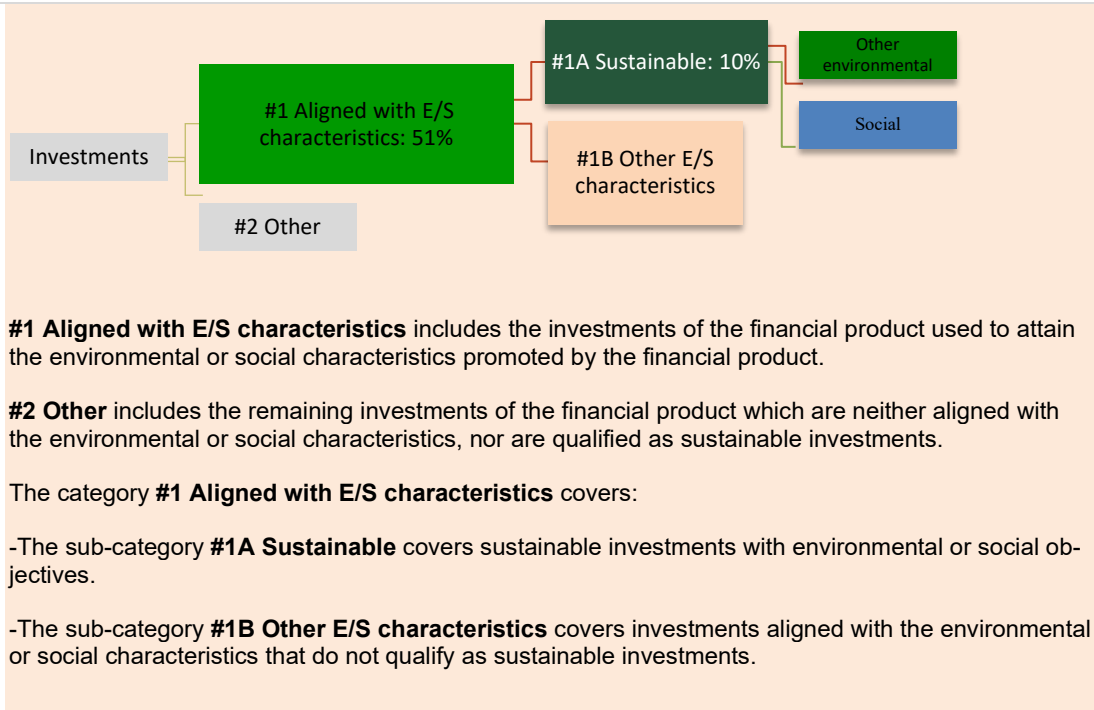 Investments
#1 Aligned with E/S
characteristics: 51%
#2 Other
#1A Sustainable: 10%
#1B Other E/S
characteristics
Other
environmental
Social
#1 Aligned with E/S characteristics includes the investments of the financial product used to attain
the environmental or social characteristics promoted by the financial product.
#2 Other includes the remaining investments of the financial product which are neither aligned with
the environmental or social characteristics, nor are qualified as sustainable investments.
The category #1 Aligned with E/S characteristics covers:
-The sub-category #1A Sustainable covers sustainable investments with environmental or social ob-
jectives.
-The sub-category #1B Other E/S characteristics covers investments aligned with the environmental
or social characteristics that do not qualify as sustainable investments.